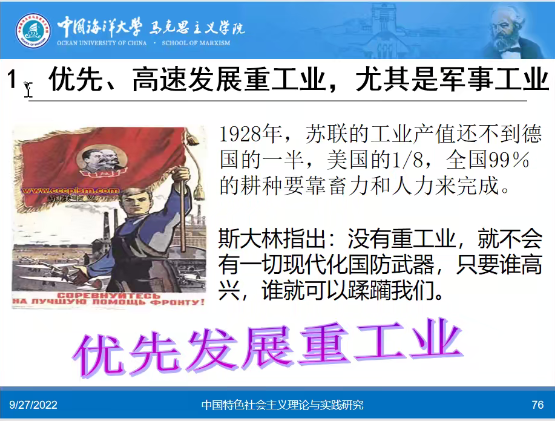 中国海洋大学 马克思主义学院
OCEAN UNIVERSITY OF CHINA · SCHOOL OF MARXISM
1、优先、高速发展重工业，尤其是军事工业
1928年，苏联的工业产值还不到德
国的一半，美国的1/8，全国99%
的耕种要靠畜力和人力来完成。
斯大林指出：没有重工业，就不会
有一切现代化国防武器，只要谁高
兴，谁就可以蹂躏我们。
www.cccpism.com
СОРЕВНУЙТЕСЬ
НА ЛУЧШУЮ ПОМОЩЬ ФРОНТУ!
优先发展重工业
9/27/2022
中国特色社会主义理论与实践研究
76